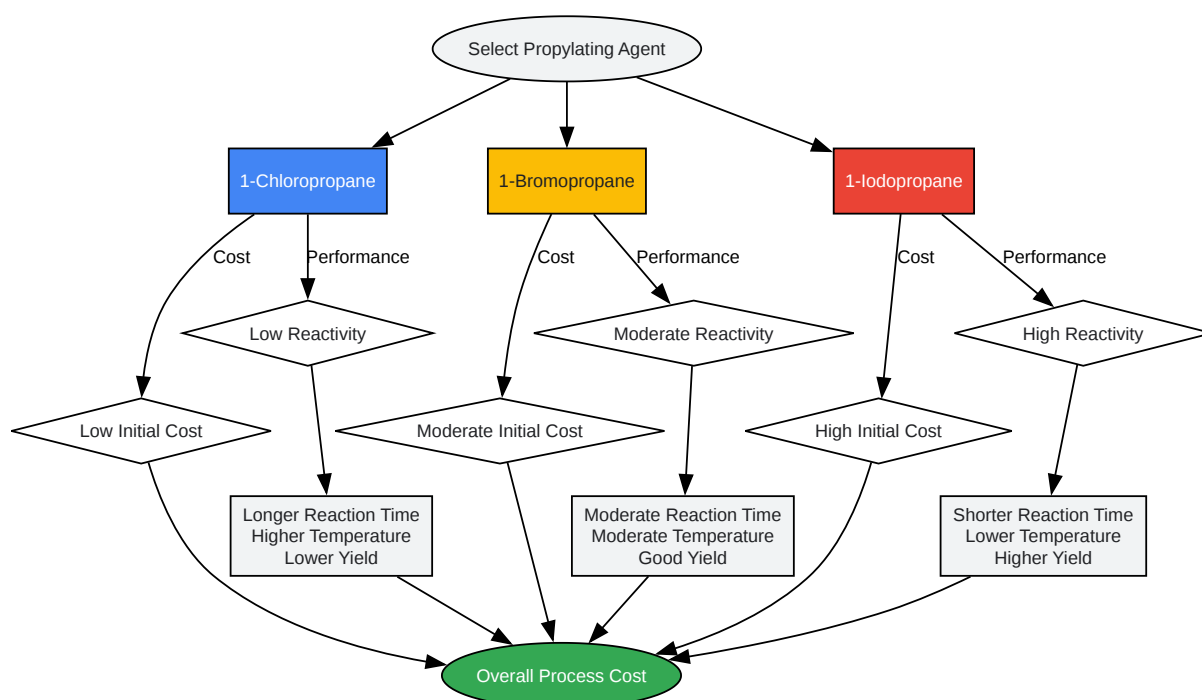 Select Propylating Agent
1-Chloropropane
1-Bromopropane
1-Iodopropane
Cost
Performance
Cost
Performance
Cost
Performance
Low Reactivity
Moderate Reactivity
High Reactivity
Low Initial Cost
Moderate Initial Cost
High Initial Cost
Longer Reaction Time
Higher Temperature
Lower Yield
Moderate Reaction Time
Moderate Temperature
Good Yield
Shorter Reaction Time
Lower Temperature
Higher Yield
Overall Process Cost